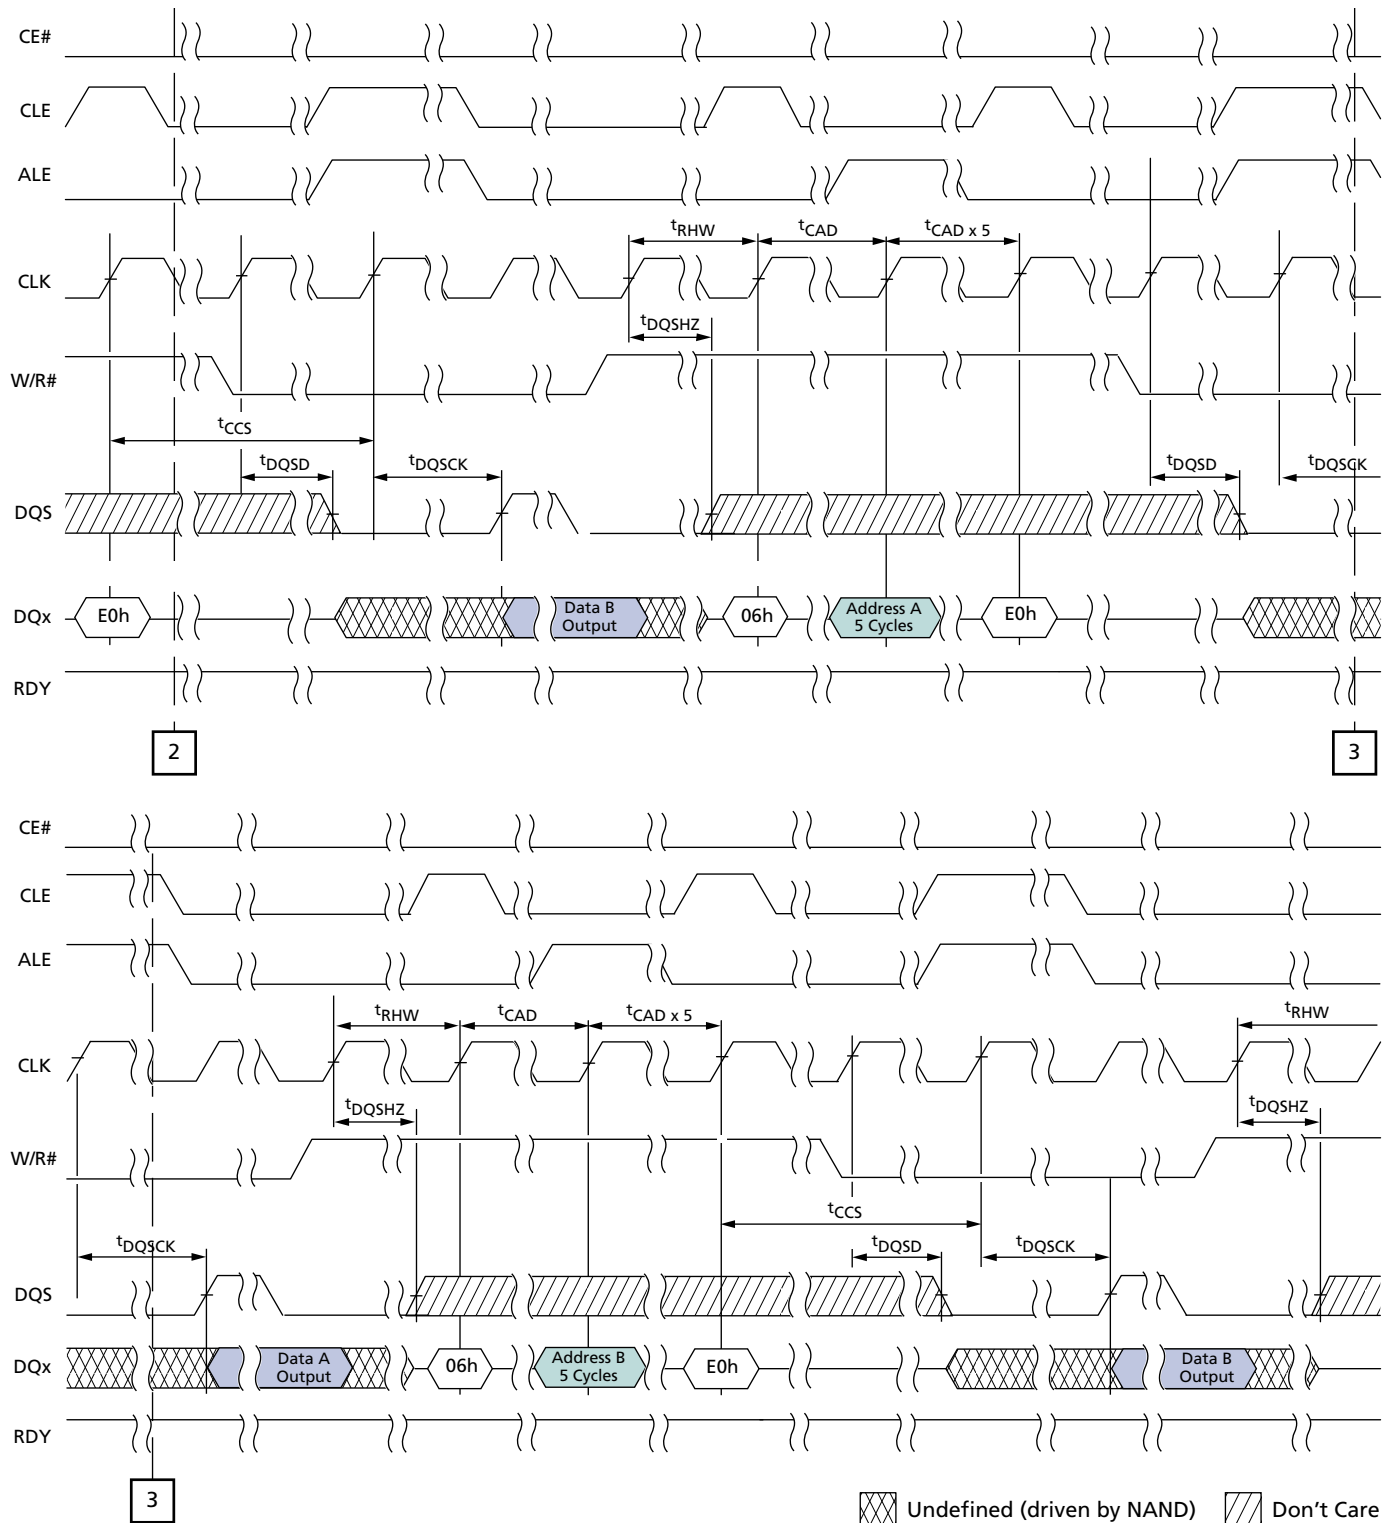 CE#
CLE
ALE
tRHW tCAD tCAD x 5
CLK
tDQSHZ
W/R#
tCCS
tDQSD tDQSCK tDQSD tDQSCK
DQS
DQx E0h Data B Output 06h Address A 5 Cycles E0h
RDY
2 3
CE#
CLE
ALE
tRHW tCAD tCAD x 5 tRHW
CLK
tDQSHZ tDQSHZ
W/R#
tCCS
tDQSCK tDQSD tDQSCK
DQS
DQx Data A Output 06h Address B 5 Cycles E0h Data B Output
RDY
3
Undefined (driven by NAND) Don't Care